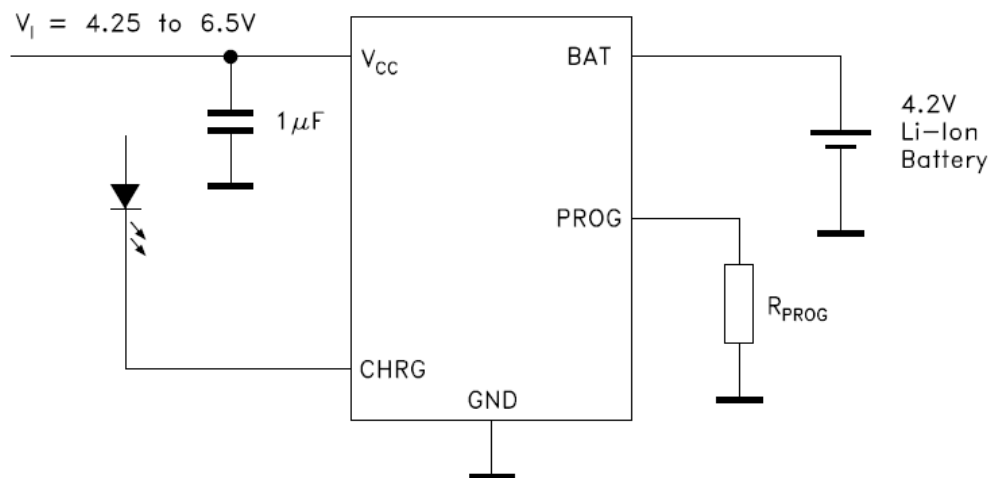 V_I = 4.25 to 6.5V
V_CC
BAT
1μF
4.2V
Li-Ion
Battery
PROG
R_PROG
CHRG
GND